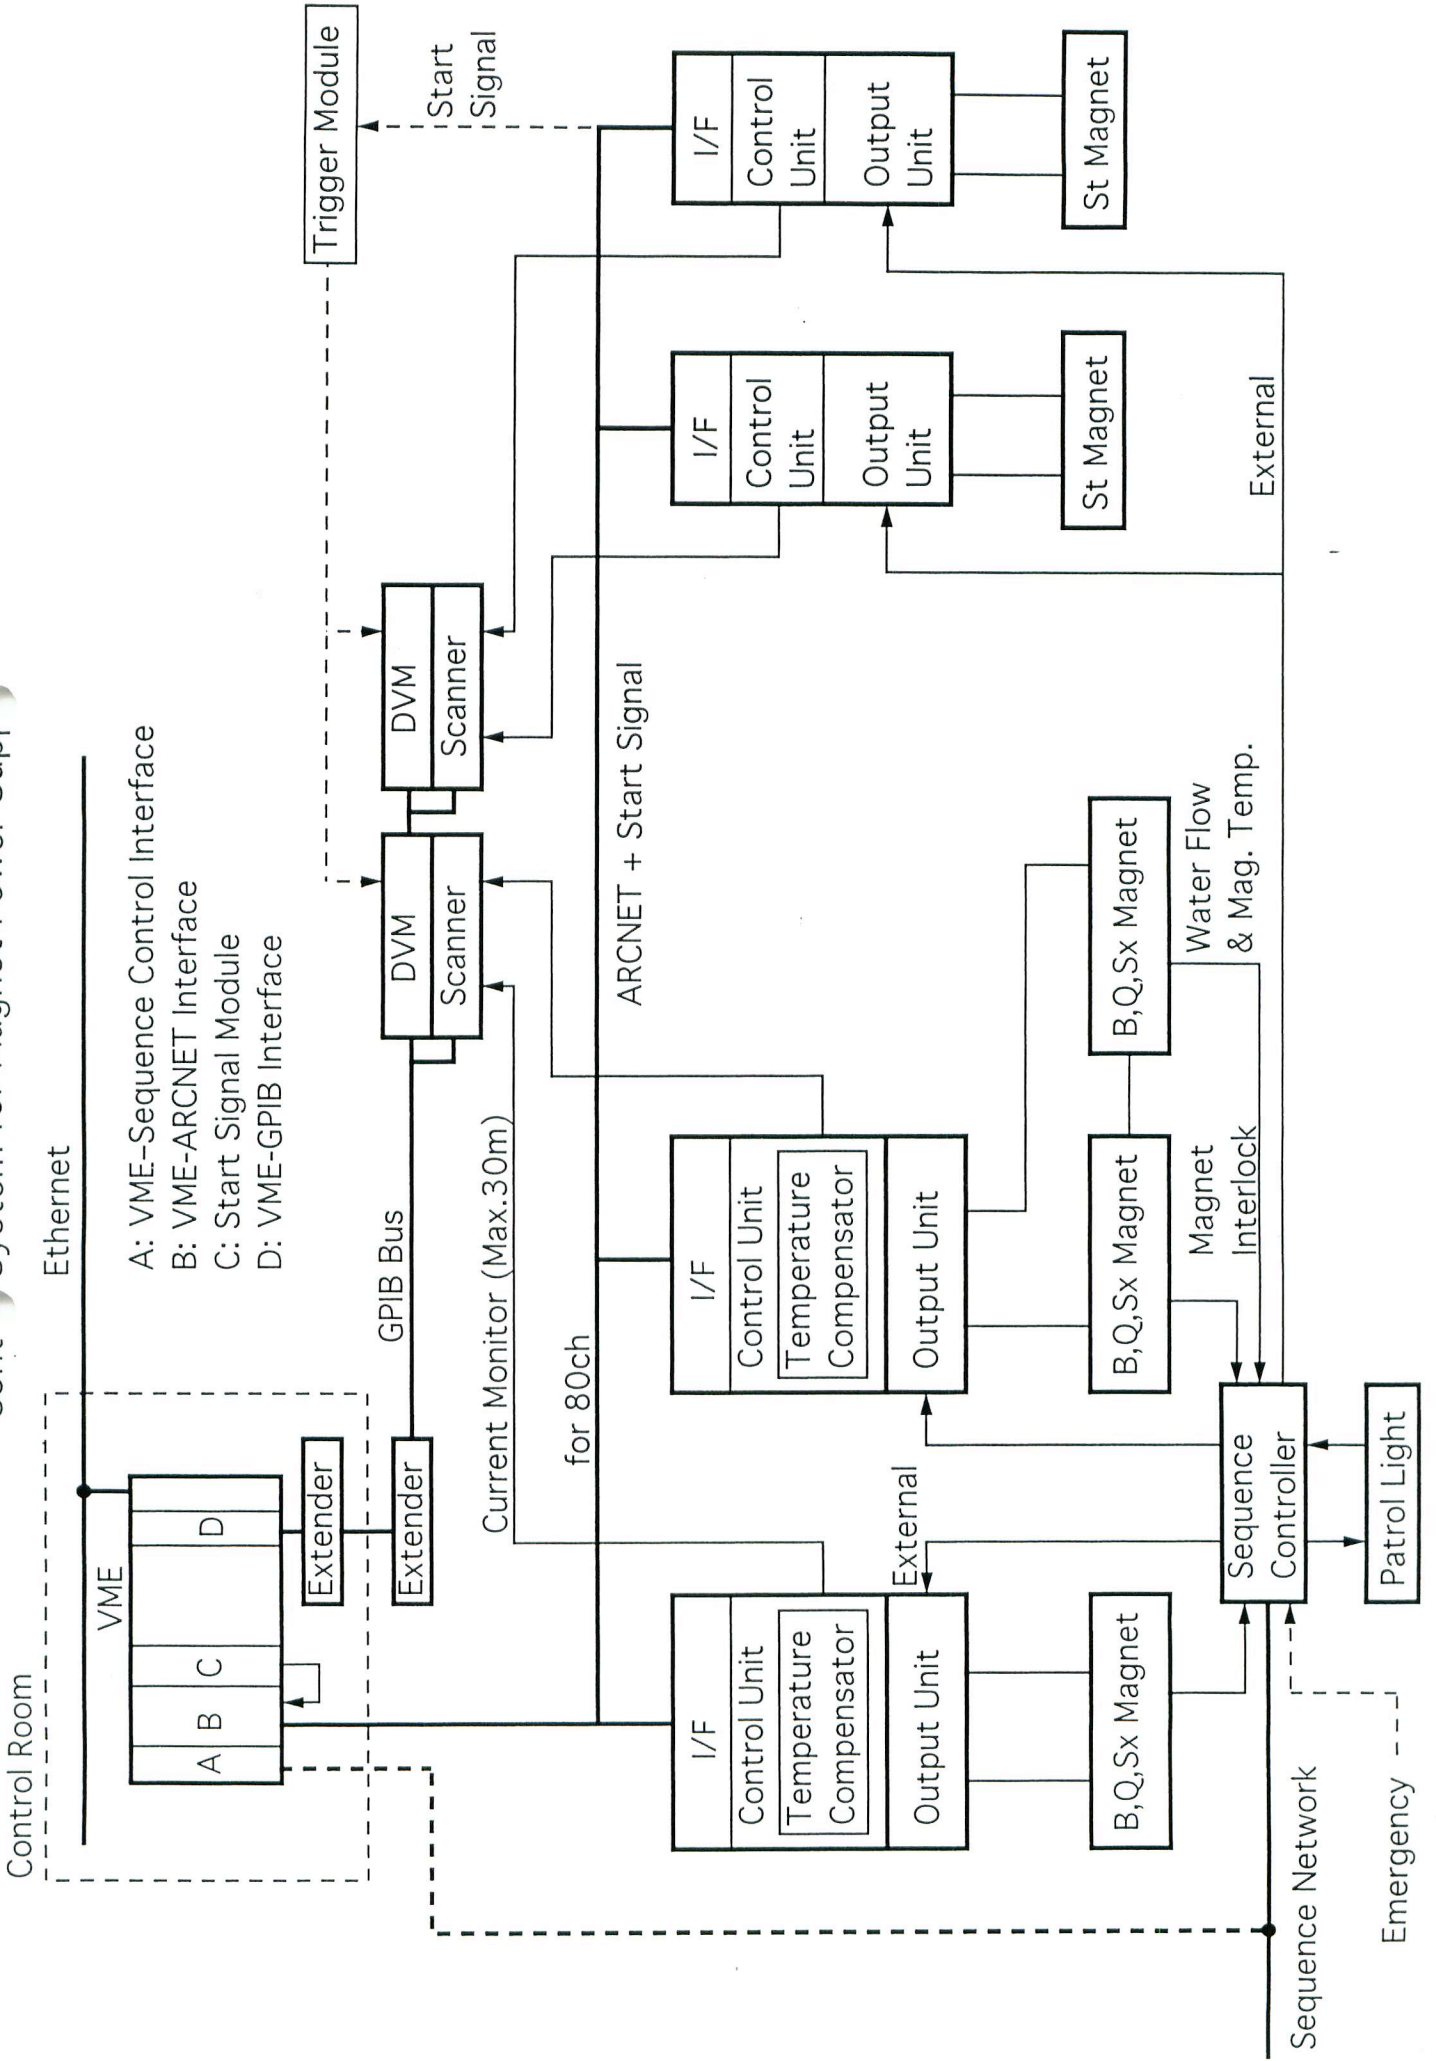 System for Magnet Power
Control Room
Ethernet
VME
A
B
C
D
A: VME-Sequence Control Interface
B: VME-ARCNET Interface
C: Start Signal Module
D: VME-GPIB Interface
Extender
Extender
GPIB Bus
Trigger Module
Start
Signal
DVM
Scanner
DVM
Scanner
Current Monitor (Max.30m)
for 80ch
ARCNET + Start Signal
I/F
Control Unit
Temperature
Compensator
Output Unit
I/F
Control Unit
Temperature
Compensator
Output Unit
I/F
Control
Unit
Output
Unit
I/F
Control
Unit
Output
Unit
External
B,Q,Sx Magnet
B,Q,Sx Magnet
B,Q,Sx Magnet
St Magnet
St Magnet
Magnet
Interlock
Water Flow
& Mag. Temp.
External
Sequence
Controller
Sequence Network
Emergency
Patrol Light